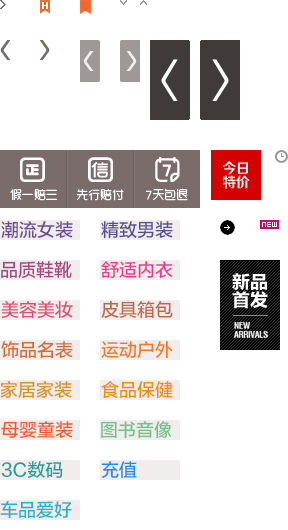 H
正 信 7
假一赔三 先行赔付 7天包退
今日
特价
潮流女装 精致男装
NEW
品质鞋靴 舒适内衣
新品
首发
NEW
ARRIVALS
美容美妆 皮具箱包
饰品名表 运动户外
家居家装 食品保健
母婴童装 图书音像
3C数码 充值
车品爱好